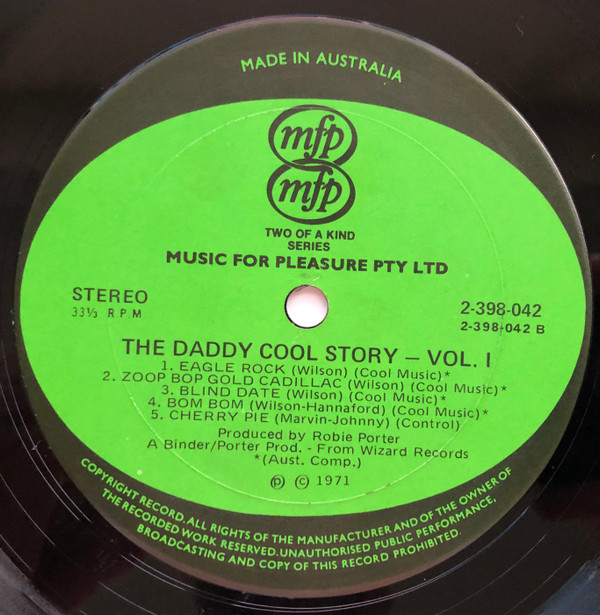 MADE IN AUSTRALIA
mfp
mfp
TWO OF A KIND
SERIES
MUSIC FOR PLEASURE PTY LTD
STEREO
33⅓ R.P.M
2-398-042
2-398-042 B
THE DADDY COOL STORY – VOL. I
1. EAGLE ROCK (Wilson) (Cool Music)*
2. ZOOP BOP GOLD CADILLAC (Wilson) (Cool Music)*
3. BLIND DATE (Wilson) (Cool Music)*
4. BOM BOM (Wilson-Hannaford) (Cool Music)*
5. CHERRY PIE (Marvin-Johnny) (Control)
Produced by Robie Porter
A Binder/Porter Prod. - From Wizard Records
*(Aust. Comp.)
℗ © 1971
COPYRIGHT RECORD. ALL RIGHTS OF THE MANUFACTURER AND OF THE OWNER OF
THE RECORDED WORK RESERVED. UNAUTHORISED PUBLIC PERFORMANCE,
BROADCASTING AND COPY OF THIS RECORD PROHIBITED.